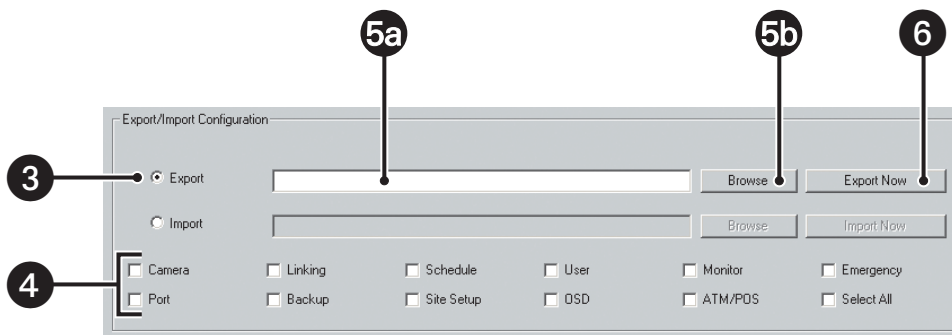 5a 5b 6
Export/Import Configuration
3 Export Browse Export Now
Import Browse Import Now
4 Camera Linking Schedule User Monitor Emergency
Port Backup Site Setup OSD ATM/POS Select All